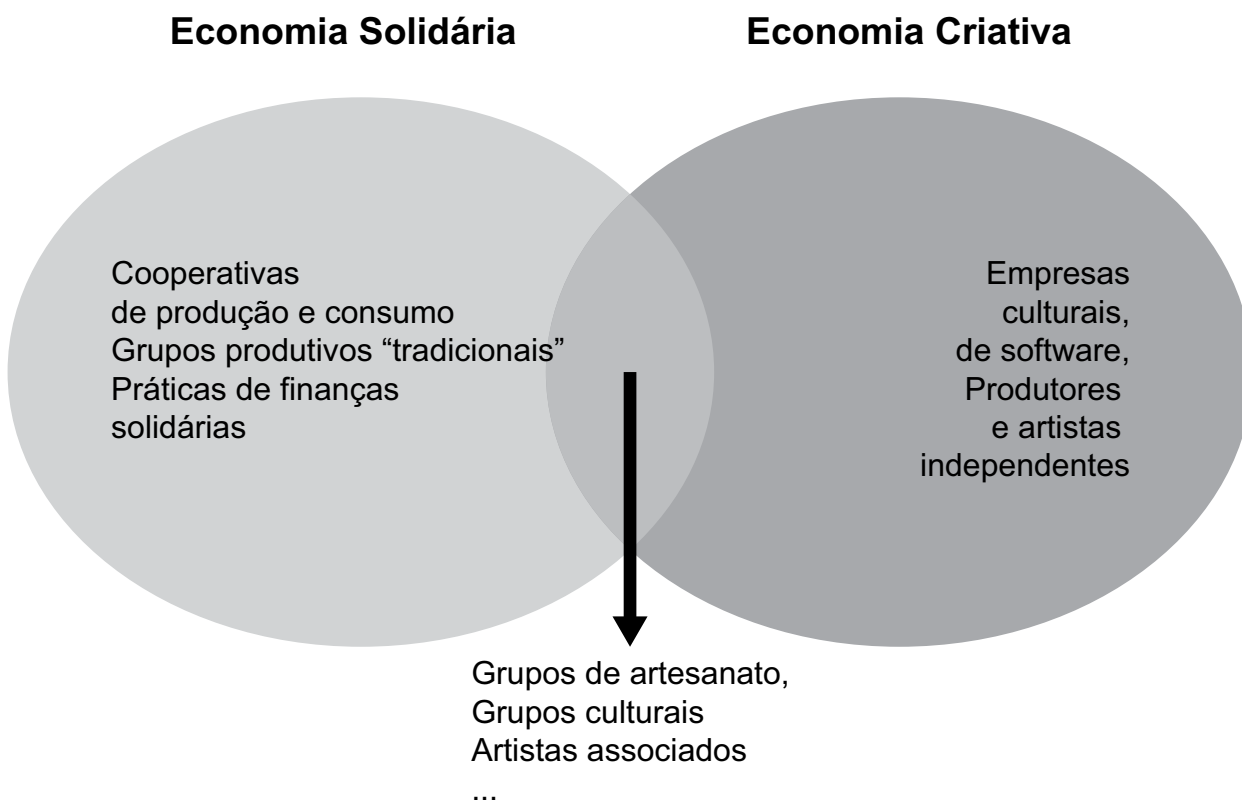 Economia Solidária
Economia Criativa
Cooperativas
de produção e consumo
Grupos produtivos “tradicionais”
Práticas de finanças
solidárias
Empresas
culturais,
de software,
Produtores
e artistas
independentes
Grupos de artesanato,
Grupos culturais
Artistas associados
...